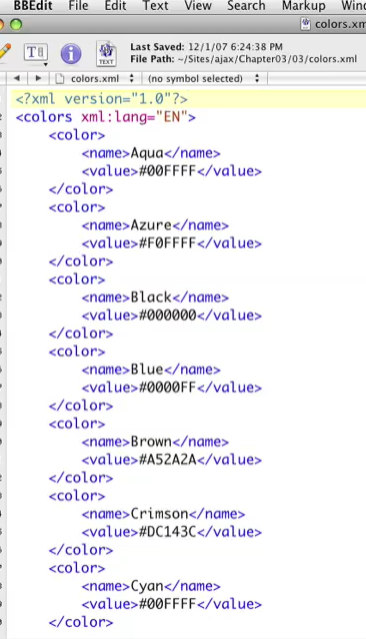 BBEdit File Edit Text View Search Markup
colors.xm
Last Saved: 12/1/07 6:24:38 PM
File Path: ~/Sites/ajax/Chapter03/03/colors.xml
TEXT
colors.xml (no symbol selected)
<?xml version="1.0"?>
<colors xml:lang="EN">
<color>
<name>Aqua</name>
<value>#00FFFF</value>
</color>
<color>
<name>Azure</name>
<value>#F0FFFF</value>
</color>
<color>
<name>Black</name>
<value>#000000</value>
</color>
<color>
<name>Blue</name>
<value>#0000FF</value>
</color>
<color>
<name>Brown</name>
<value>#A52A2A</value>
</color>
<color>
<name>Crimson</name>
<value>#DC143C</value>
</color>
<color>
<name>Cyan</name>
<value>#00FFFF</value>
</color>